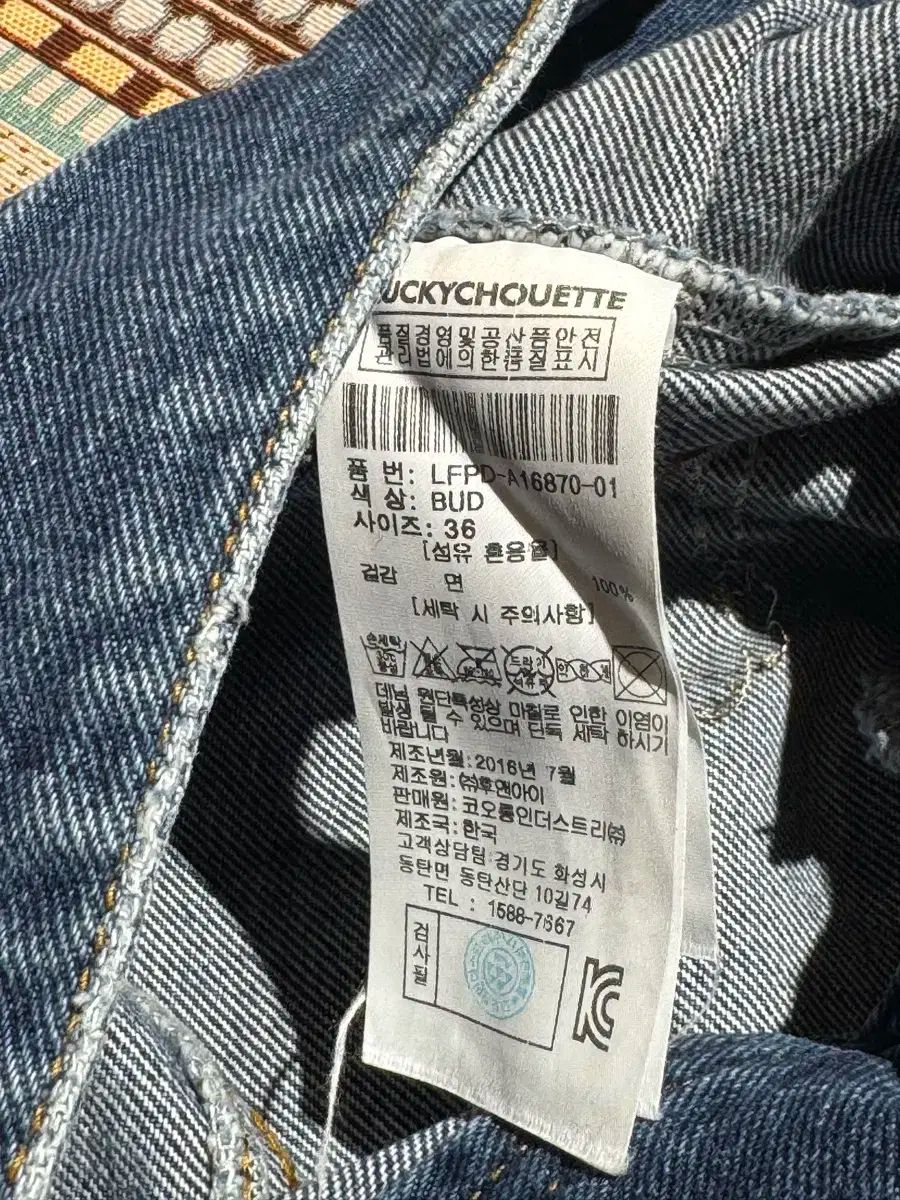 UCKYCHOUETTE
품질경영및공산품안전
관리법에의한품질표시
품 번: LFPD-A16870-01
색 상: BUD
사이즈: 36
[섬유 혼용율]
겉감 면 100%
[세탁 시 주의사항]
손세탁
드라이
데님 원단특성상 마찰로 인한 이염이
발생 될 수 있으며 단독 세탁 하시기
바랍니다
제조년월:2016년 7월
제조원:㈜후앤아이
판매원:코오롱인더스트리㈜
제조국:한국
고객상담팀:경기도 화성시
동탄면 동탄산단 10길74
TEL : 1588-7667
검사필